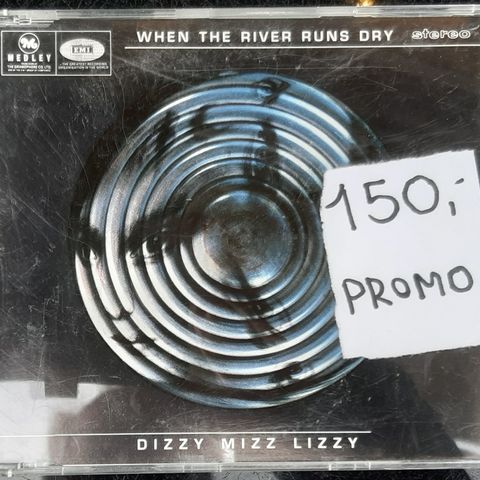 WHEN THE RIVER RUNS DRY stereo
MEDLEY
EMI
150,-
PROMO
DIZZY MIZZ LIZZY